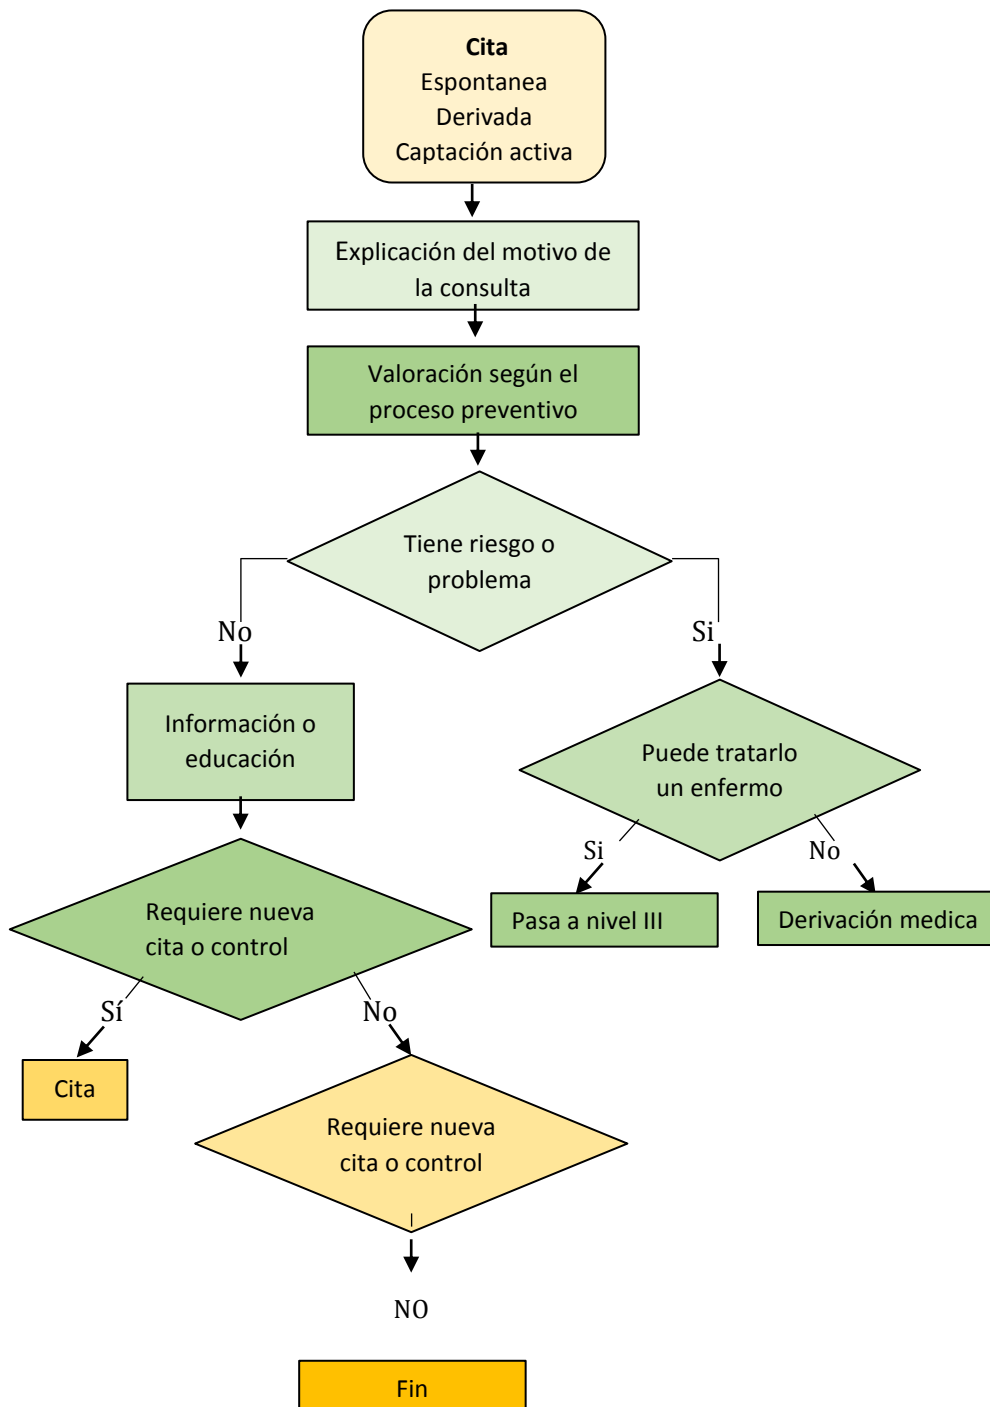 Cita
Espontanea
Derivada
Captación activa
Explicación del motivo de
la consulta
Valoración según el
proceso preventivo
Tiene riesgo o
problema
No
Si
Información o
educación
Puede tratarlo
un enfermo
Si
No
Pasa a nivel III
Derivación medica
Requiere nueva
cita o control
Sí
No
Cita
Requiere nueva
cita o control
NO
Fin